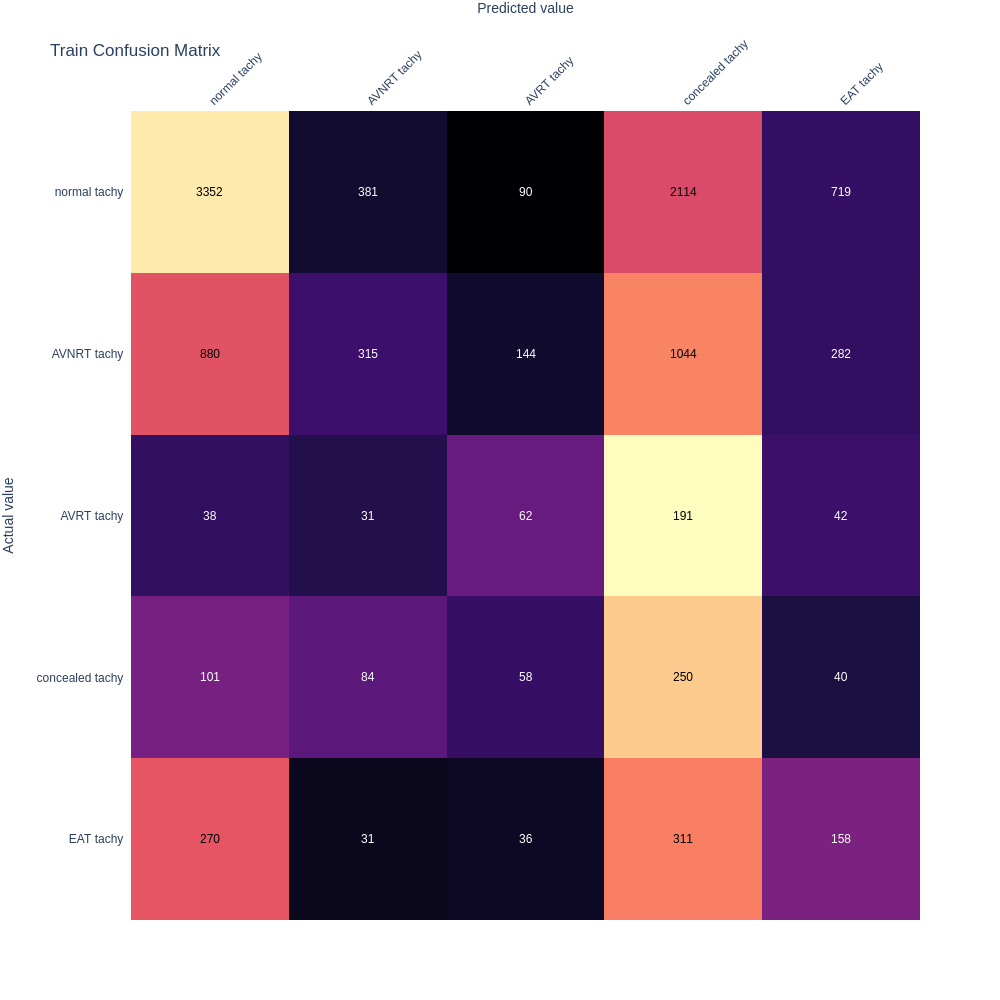 Predicted value
Train Confusion Matrix
normal tachy AVNRT tachy AVRT tachy concealed tachy EAT tachy
normal tachy 3352 381 90 2114 719
AVNRT tachy 880 315 144 1044 282
Actual value
AVRT tachy 38 31 62 191 42
concealed tachy 101 84 58 250 40
EAT tachy 270 31 36 311 158